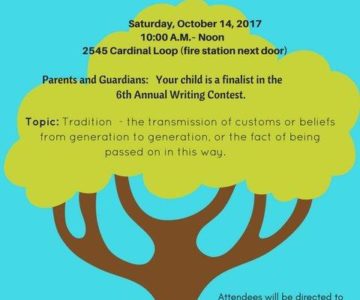 Saturday, October 14, 2017
10:00 A.M.- Noon
2545 Cardinal Loop (fire station next door)
Parents and Guardians: Your child is a finalist in the
6th Annual Writing Contest.
Topic: Tradition - the transmission of customs or beliefs
from generation to generation, or the fact of being
passed on in this way.
Attendees will be directed to